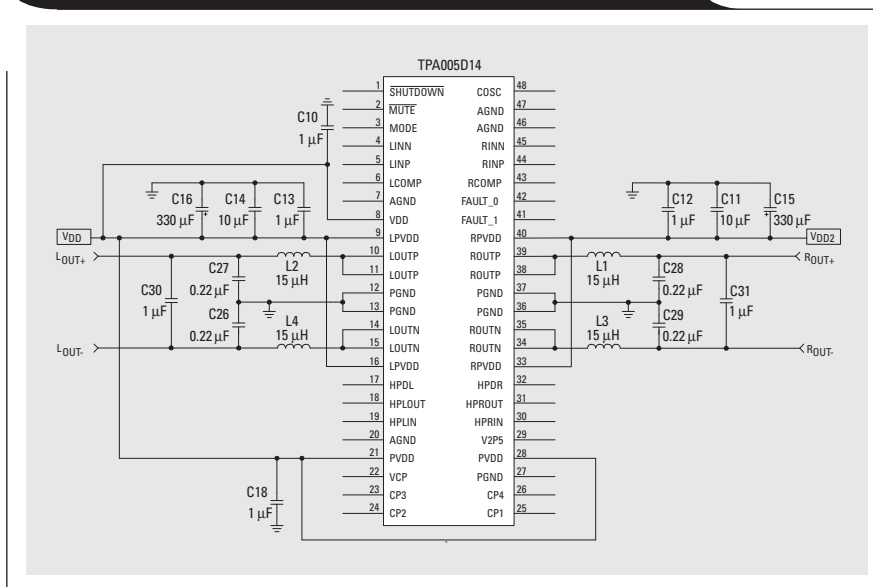 TPA005D14
1 SHUTDOWN COSC 48
2 MUTE AGND 47
3 MODE AGND 46
4 LINN RINN 45
5 LINP RINP 44
6 LCOMP RCOMP 43
7 AGND FAULT_0 42
8 VDD FAULT_1 41
9 LPVDD RPVDD 40
10 LOUTP ROUTP 39
11 LOUTP ROUTP 38
12 PGND PGND 37
13 PGND PGND 36
14 LOUTN ROUTN 35
15 LOUTN ROUTN 34
16 LPVDD RPVDD 33
17 HPDL HPDR 32
18 HPLOUT HPROUT 31
19 HPLIN HPRIN 30
20 AGND V2P5 29
21 PVDD PVDD 28
22 VCP PGND 27
23 CP3 CP4 26
24 CP2 CP1 25
C10
1 µF
C16
330 µF
+
C14
10 µF
C13
1 µF
VDD
LOUT+
C30
1 µF
C27
0.22 µF
C26
0.22 µF
L2
15 µH
L4
15 µH
LOUT-
C18
1 µF
C12
1 µF
C11
10 µF
C15
+
330 µF
VDD2
ROUT+
L1
15 µH
C28
0.22 µF
C31
1 µF
L3
15 µH
C29
0.22 µF
ROUT-